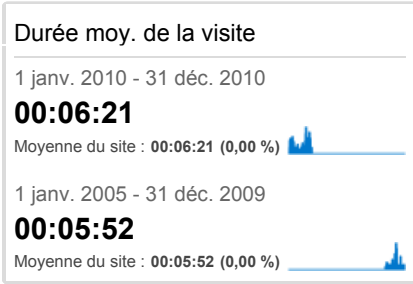 Durée moy. de la visite
1 janv. 2010 - 31 déc. 2010
00:06:21
Moyenne du site : 00:06:21 (0,00 %)
1 janv. 2005 - 31 déc. 2009
00:05:52
Moyenne du site : 00:05:52 (0,00 %)